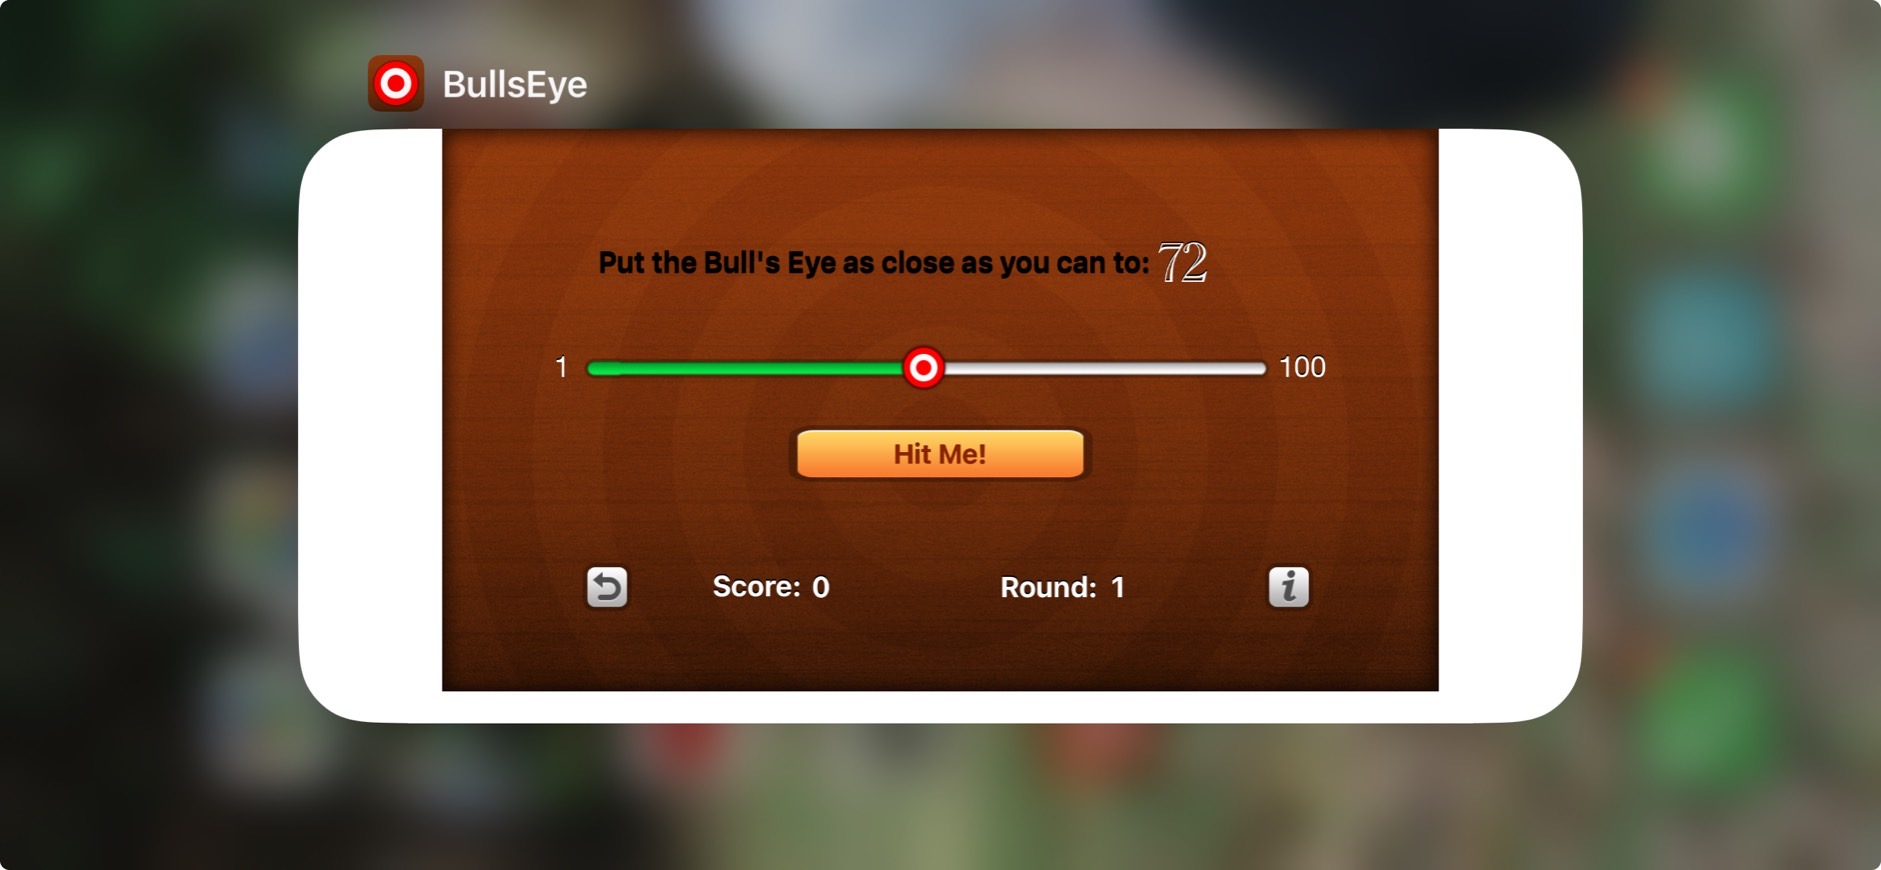 BullsEye
Put the Bull's Eye as close as you can to: 72
1 100
Hit Me!
Score: 0 Round: 1 i